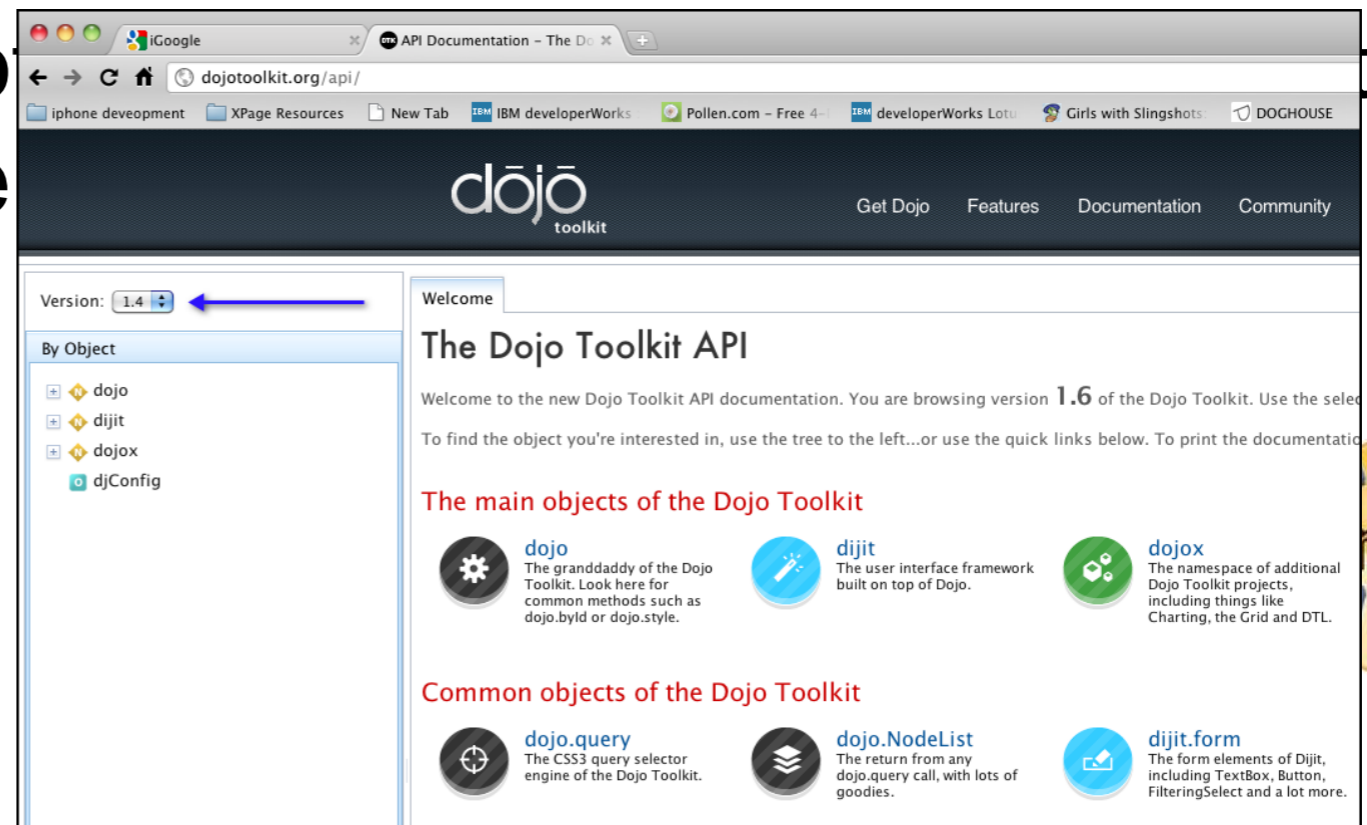 iGoogle
API Documentation – The Do
dojotoolkit.org/api/
iphone deveopment
XPage Resources
New Tab
IBM developerWorks
Pollen.com – Free 4-
developerWorks Lotu
Girls with Slingshots:
DOGHOUSE
dōjō
toolkit
Get Dojo
Features
Documentation
Community
Version: 1.4
By Object
dojo
dijit
dojox
djConfig
Welcome
The Dojo Toolkit API
Welcome to the new Dojo Toolkit API documentation. You are browsing version 1.6 of the Dojo Toolkit. Use the selec
To find the object you're interested in, use the tree to the left...or use the quick links below. To print the documentatio
The main objects of the Dojo Toolkit
dojo
The granddaddy of the Dojo
Toolkit. Look here for
common methods such as
dojo.byId or dojo.style.
dijit
The user interface framework
built on top of Dojo.
dojox
The namespace of additional
Dojo Toolkit projects,
including things like
Charting, the Grid and DTL.
Common objects of the Dojo Toolkit
dojo.query
The CSS3 query selector
engine of the Dojo Toolkit.
dojo.NodeList
The return from any
dojo.query call, with lots of
goodies.
dijit.form
The form elements of Dijit,
including TextBox, Button,
FilteringSelect and a lot more.